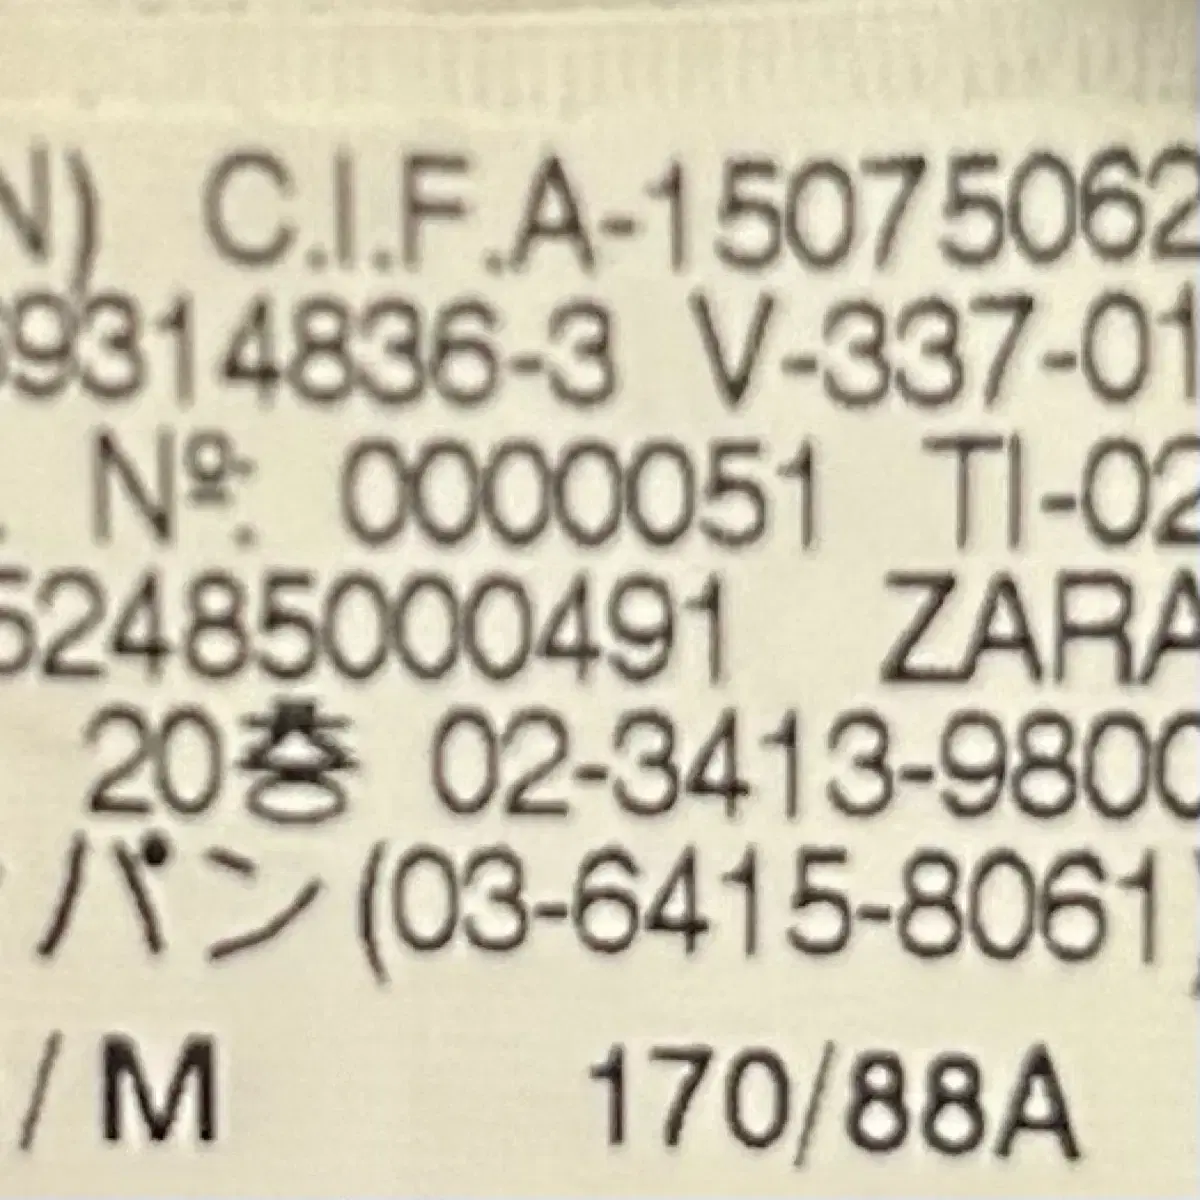 N) C.I.F.A-15075062
69314836-3 V-337-01
. Nº. 0000051 TI-02
52485000491 ZARA
20층 02-3413-9800
パン (03-6415-8061)
/ M 170/88A